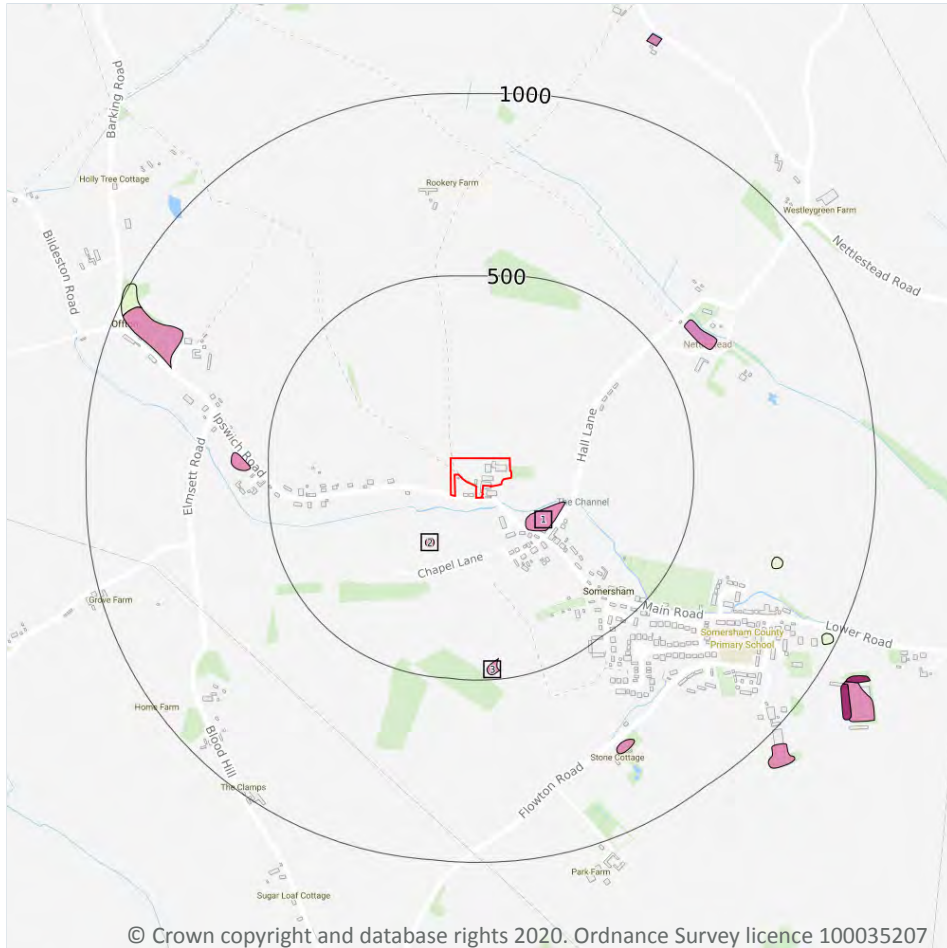 Barking Road
1000
Holly Tree Cottage
Rookery Farm
Westleygreen Farm
Bildeston Road
Nettlestead Road
500
Offton
Nettlestead
Ipswich Road
Hall Lane
Elmsett Road
The Channel
1
(2)
Chapel Lane
Somersham
Grove Farm
Main Road
Lower Road
Somersham County
Primary School
3
Home Farm
Blood Hill
Stone Cottage
The Clamps
Flowton Road
Park Farm
Sugar Loaf Cottage
© Crown copyright and database rights 2020. Ordnance Survey licence 100035207